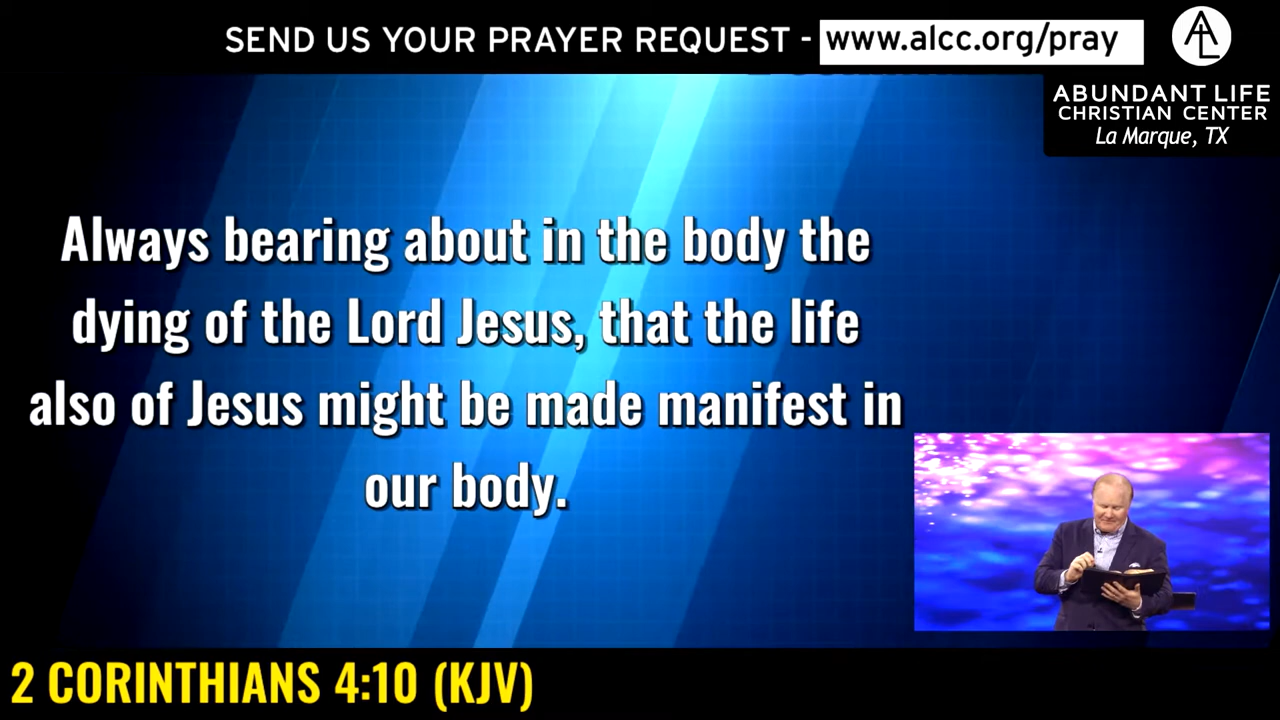 SEND US YOUR PRAYER REQUEST - www.alcc.org/pray
AL
ABUNDANT LIFE
CHRISTIAN CENTER
La Marque, TX
Always bearing about in the body the
dying of the Lord Jesus, that the life
also of Jesus might be made manifest in
our body.
2 CORINTHIANS 4:10 (KJV)